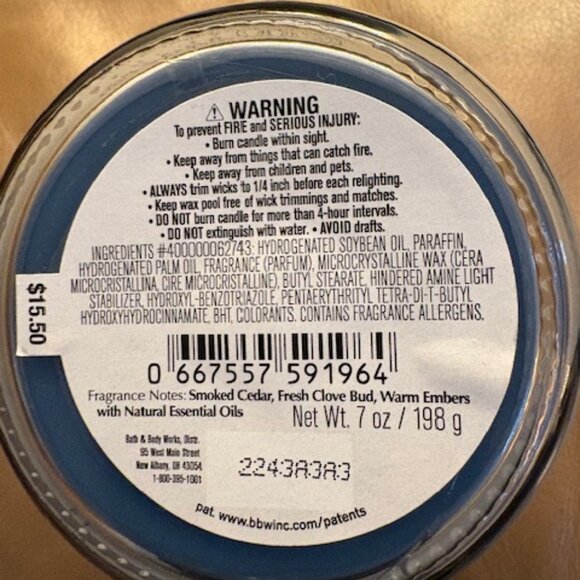 ⚠ WARNING
To prevent FIRE and SERIOUS INJURY:
• Burn candle within sight.
• Keep away from things that can catch fire.
• Keep away from children and pets.
• ALWAYS trim wicks to 1/4 inch before each relighting.
• Keep wax pool free of wick trimmings and matches.
• DO NOT burn candle for more than 4-hour intervals.
• DO NOT extinguish with water. • AVOID drafts.
INGREDIENTS #400000062743: HYDROGENATED SOYBEAN OIL, PARAFFIN,
HYDROGENATED PALM OIL, FRAGRANCE (PARFUM), MICROCRYSTALLINE WAX (CERA
MICROCRISTALLINA, CIRE MICROCRISTALLINE), BUTYL STEARATE, HINDERED AMINE LIGHT
STABILIZER, HYDROXYL-BENZOTRIAZOLE, PENTAERYTHRITYL TETRA-DI-T-BUTYL
HYDROXYHYDROCINNAMATE, BHT, COLORANTS. CONTAINS FRAGRANCE ALLERGENS.
$15.50
0 667557 591964
Fragrance Notes: Smoked Cedar, Fresh Clove Bud, Warm Embers
with Natural Essential Oils
Net Wt. 7 oz / 198 g
Bath & Body Works, Distr.
95 West Main Street
New Albany, OH 43054
1-800-395-1001
2243A3A3
pat. www.bbwinc.com/patents